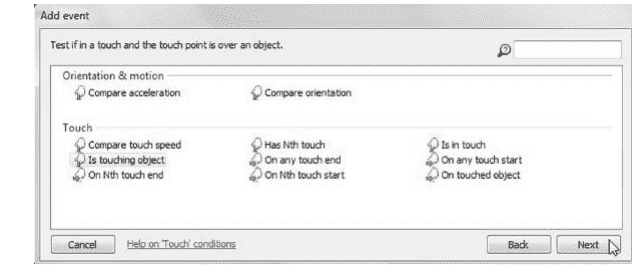 Add event
Test if in a touch and the touch point is over an object.
Orientation & motion
Compare acceleration Compare orientation
Touch
Compare touch speed Has Nth touch Is in touch
Is touching object On any touch end On any touch start
On Nth touch end On Nth touch start On touched object
Cancel Help on 'Touch' conditions Back Next